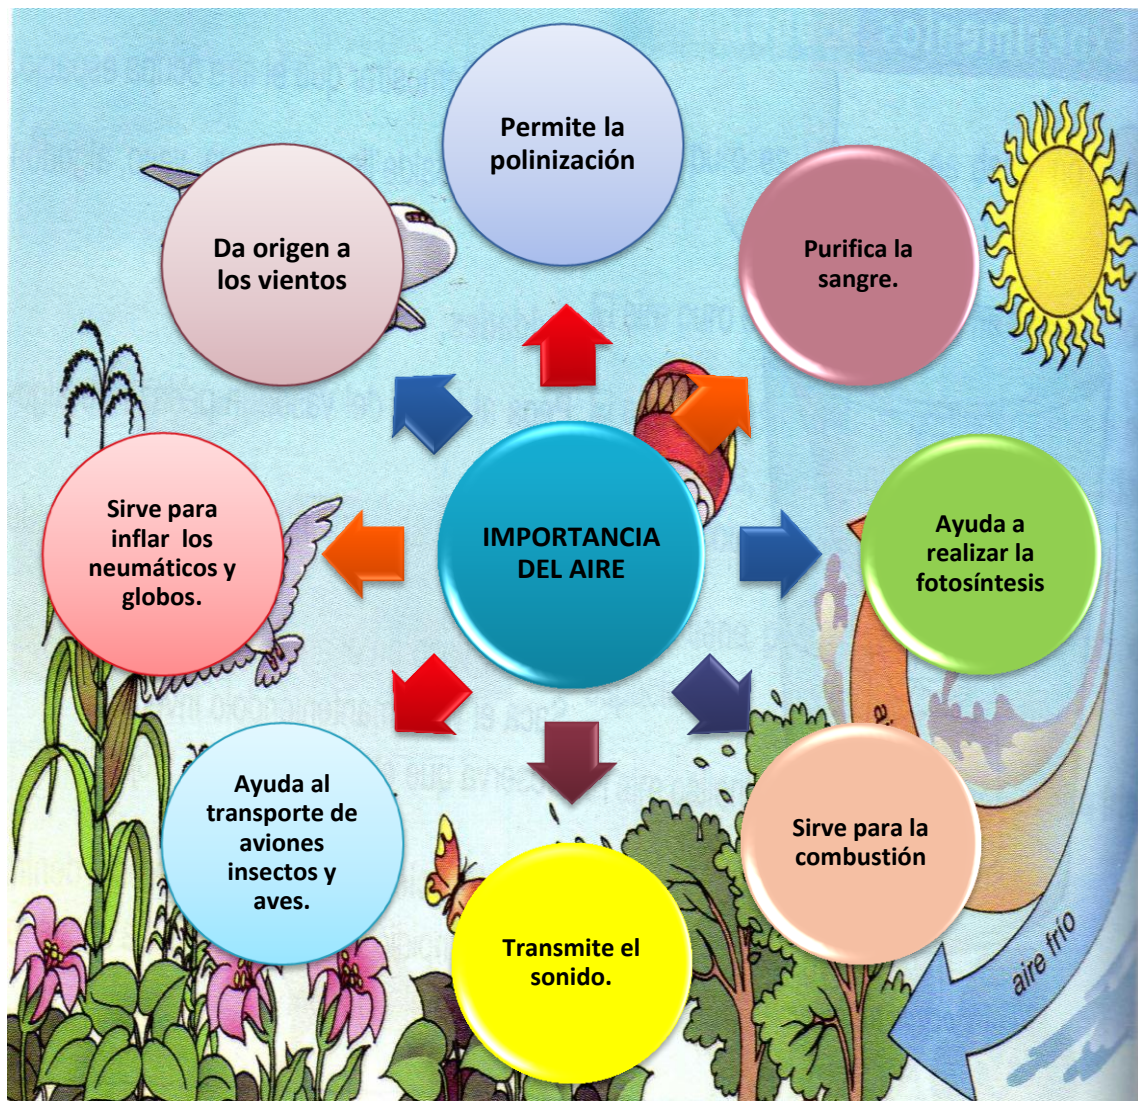 IMPORTANCIA
DEL AIRE
Permite la
polinización
Purifica la
sangre.
Ayuda a
realizar la
fotosíntesis
Sirve para la
combustión
Transmite el
sonido.
Ayuda al
transporte de
aviones
insectos y
aves.
Sirve para
inflar los
neumáticos y
globos.
Da origen a
los vientos
aire frío